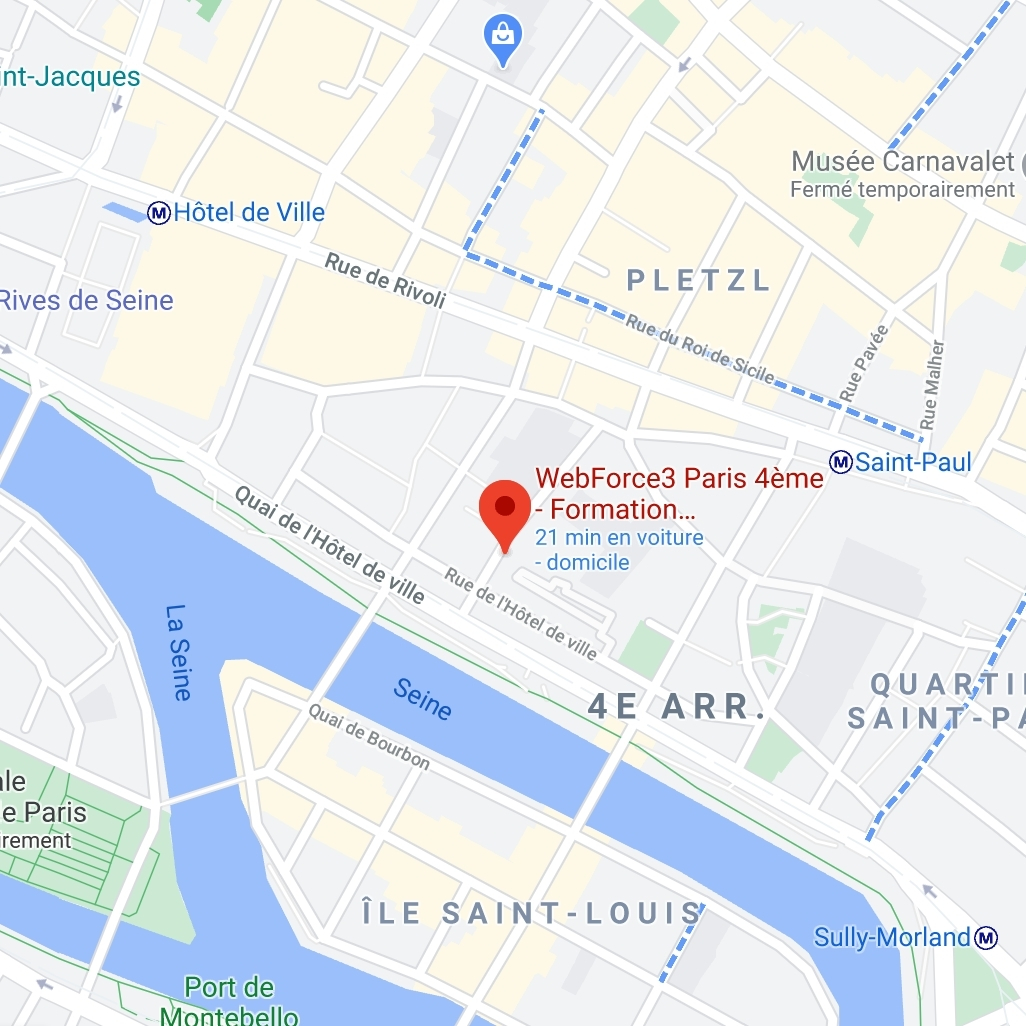 int-Jacques
Musée Carnavalet
Fermé temporairement
Hôtel de Ville
Rue de Rivoli
PLETZL
Rives de Seine
Rue du Roi de Sicile
Rue Pavée
Rue Malher
Saint-Paul
WebForce3 Paris 4ème
- Formation…
21 min en voiture
- domicile
Quai de l'Hôtel de ville
Rue de l'Hôtel de ville
La Seine
Seine
4E ARR.
QUARTI
SAINT-PA
Quai de Bourbon
ale
e Paris
irement
ÎLE SAINT-LOUIS
Sully-Morland
Port de
Montebello